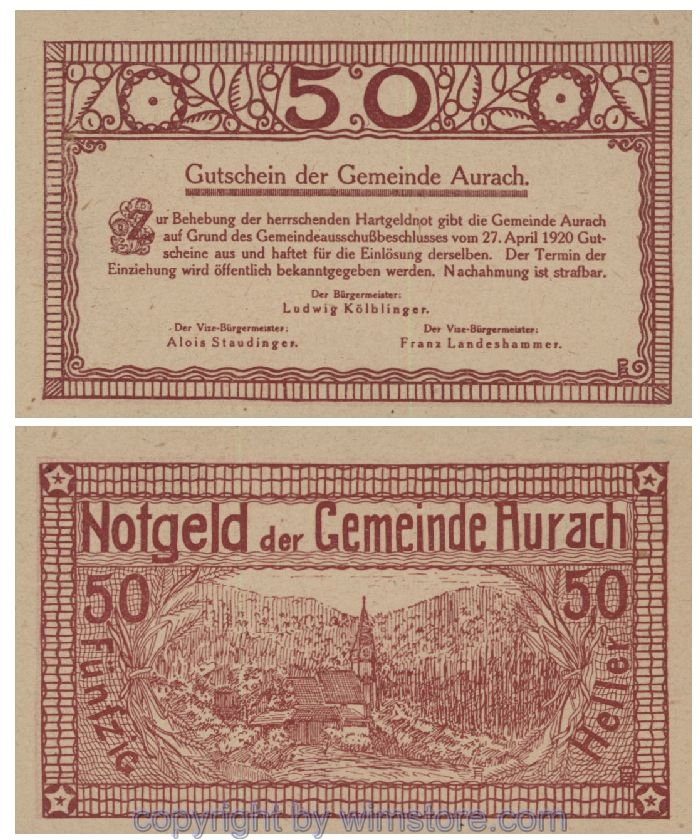 50
Gutschein der Gemeinde Aurach.
Zur Behebung der herrschenden Hartgeldnot gibt die Gemeinde Aurach
auf Grund des Gemeindeausschußbeschlusses vom 27. April 1920 Gut-
scheine aus und haftet für die Einlösung derselben. Der Termin der
Einziehung wird öffentlich bekanntgegeben werden. Nachahmung ist strafbar.
Der Bürgermeister:
Ludwig Kölblinger.
Der Vize-Bürgermeister: Der Vize-Bürgermeister:
Alois Staudinger. Franz Landeshammer.
Notgeld der Gemeinde Aurach
50 50
Fünfzig Heller
copyright by wimstore.com